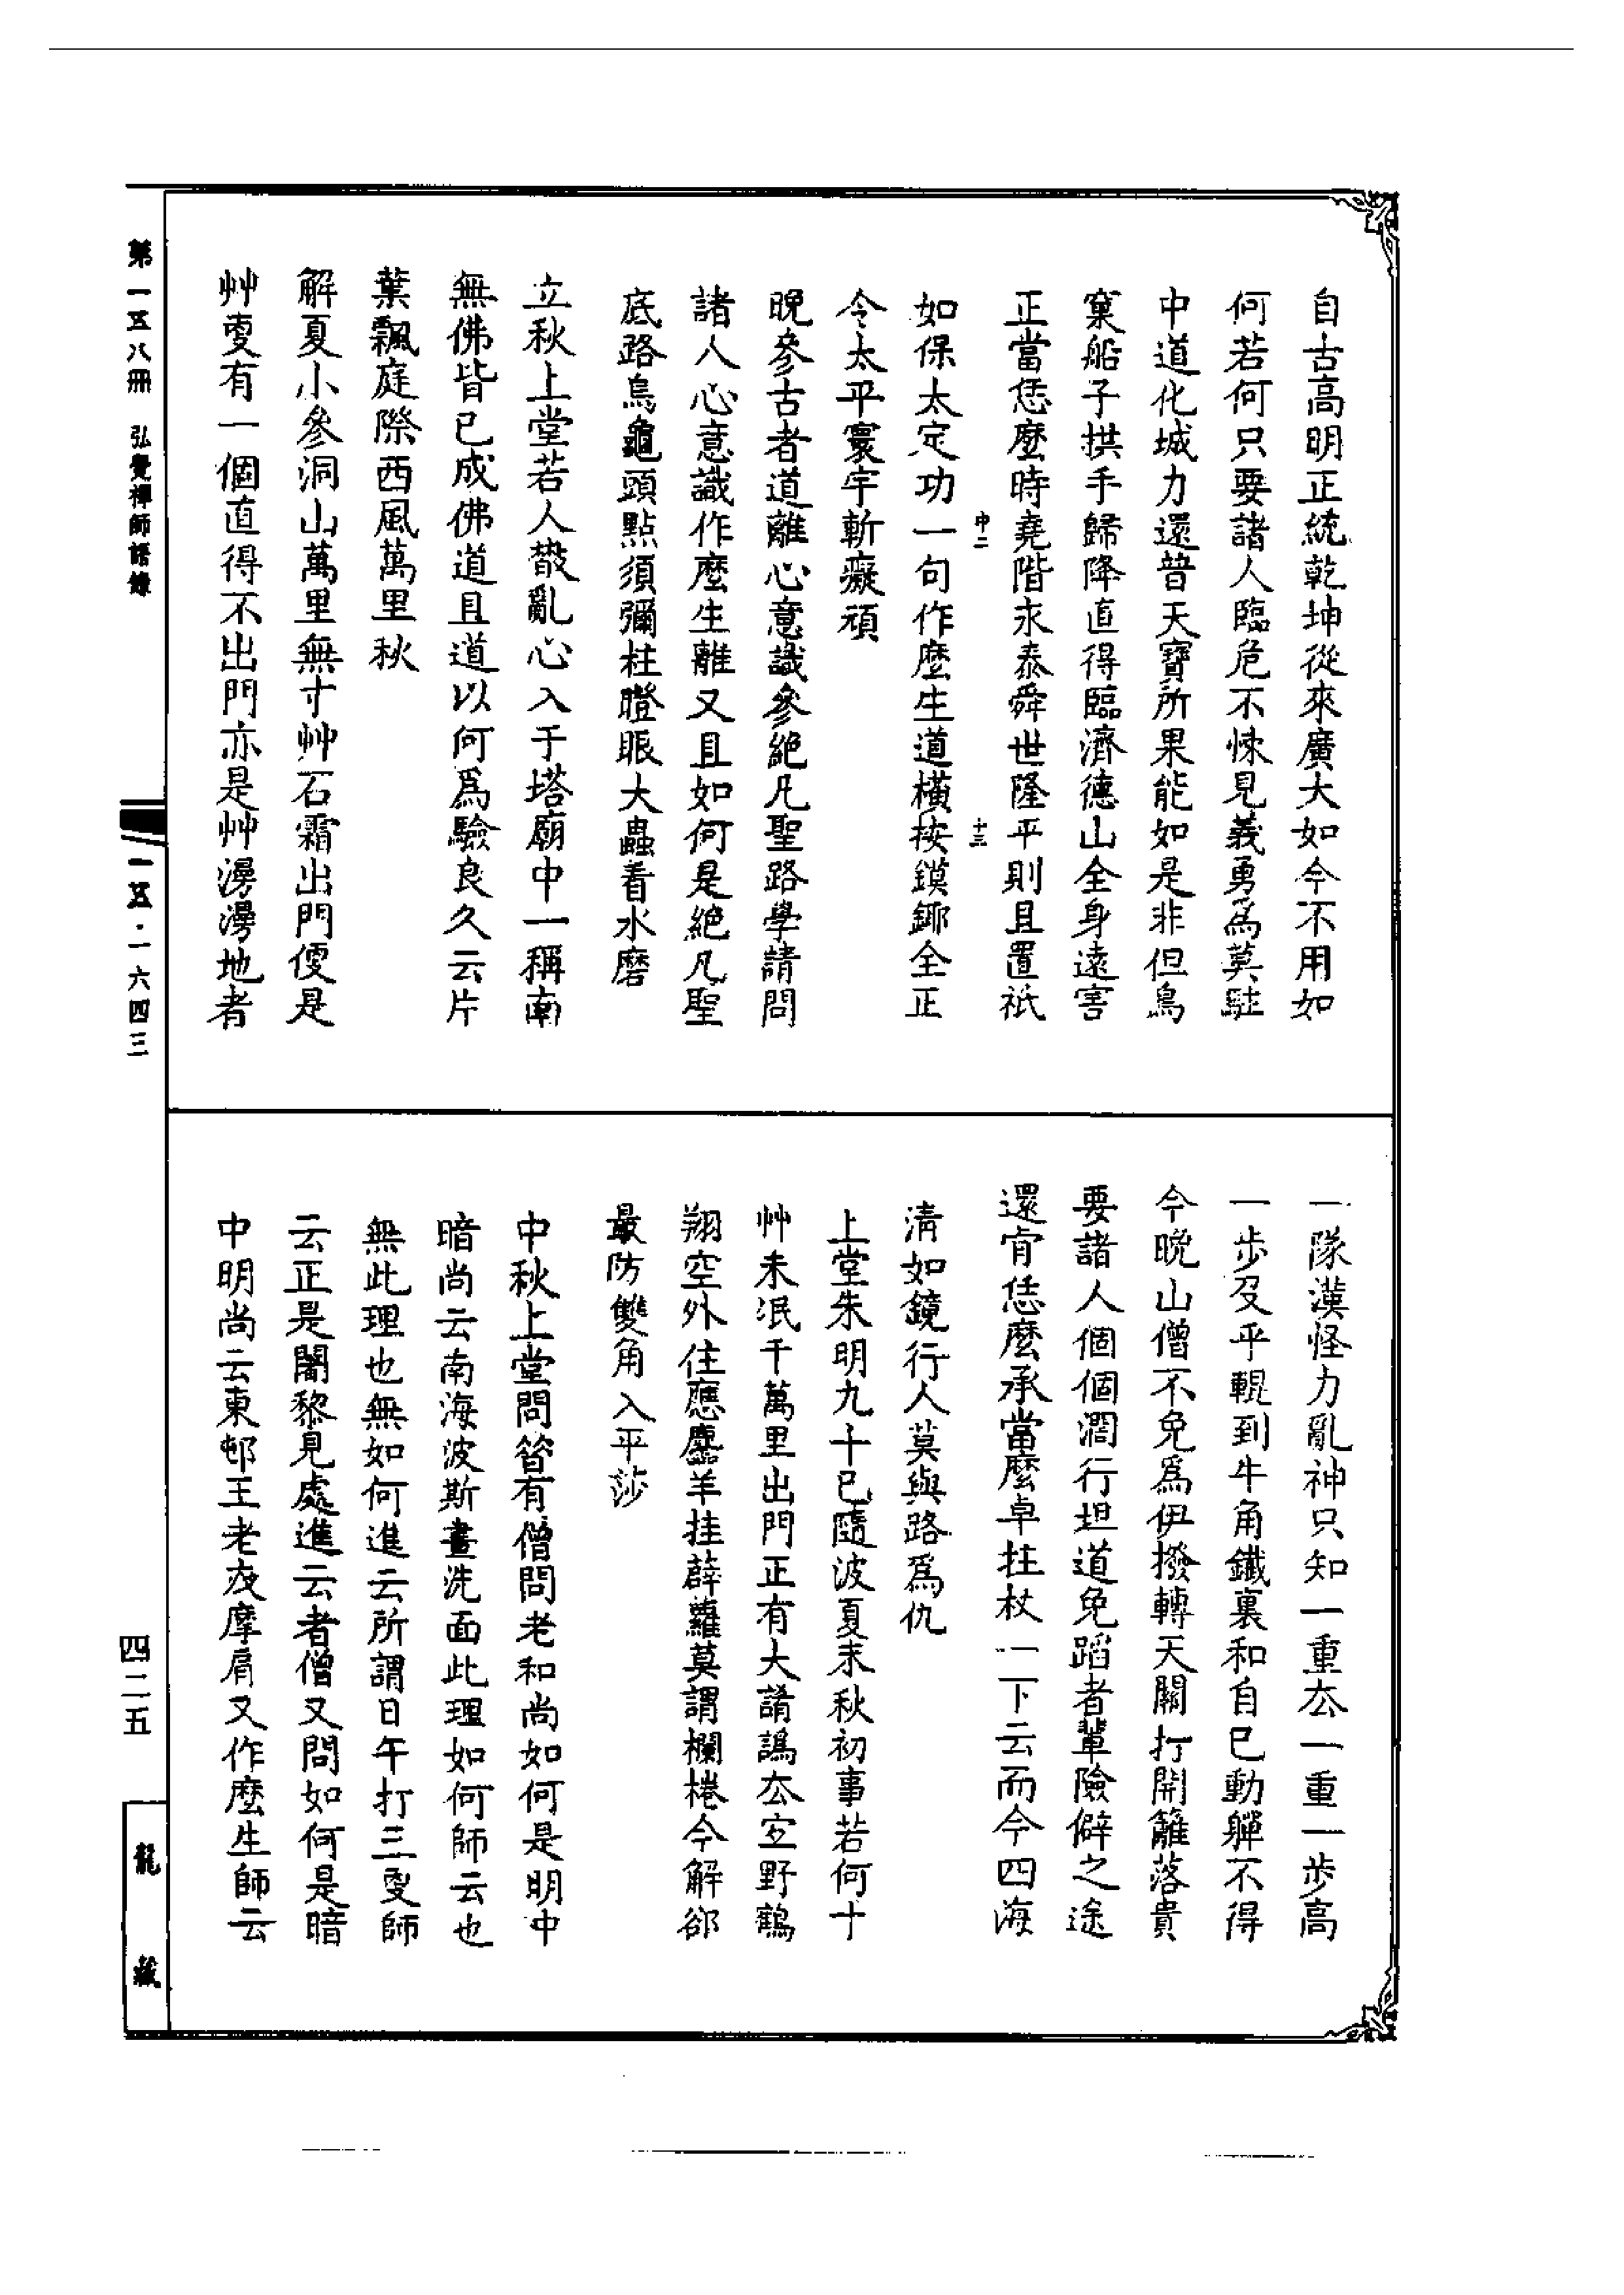 自古高明正統乾坤從來廣大如今不用如
何若何只要諸人臨危不悚見義勇為莫駐
中道化城力還普天寶所果能如是非但鳥
窠船子拱手歸降直得臨濟德山全身遠害
正當恁麼時堯階永泰舜世隆平則且置祇
如保太定功一句作麼生道橫按鏌鎁全正
令太平寰宇斬癡頑
晚參古者道離心意識參絕凡聖路學請問
諸人心意識作麼生離又且如何是絕凡聖
底路烏龜頭點須彌柱瞪眼大蟲看水磨
立秋上堂若人散亂心入于塔廟中一稱南
無佛皆已成佛道且道以何爲驗良久云片
葉飄庭際西風萬里秋
解夏小參洞山萬里無寸艸石霜出門便是
艸更有一個直得不出門亦是艸漫漫地者
中二
十三
一隊漢怪力亂神只知一重厺一重一步高
一步及乎輥到牛角鐵裏和自己動軃不得
今晚山僧不免爲伊撥轉天關打開籬落貴
要諸人個個濶行坦道免蹈者輩險僻之途
還肯恁麼承當麼卓拄杖一下云而今四海
清如鏡行人莫與路爲仇
上堂朱明九十已隨波夏末秋初事若何寸
艸未泯千萬里出門正有大誵譌厺㝎野鶴
翔空外住應麤羊挂薜蘿莫謂欄棬今解郤
最防雙角入平莎
中秋上堂問昝有僧問老和尚如何是明中
暗尚云南海波斯晝洗面此理如何師云也
無此理也無如何進云所謂日午打三更師
云正是闍黎見處進云者僧又問如何是暗
中明尚云東邨王老夜摩肩又作麼生師云
第一五八冊 弘覺禪師語錄
一五·一六四三
四二五
龍藏